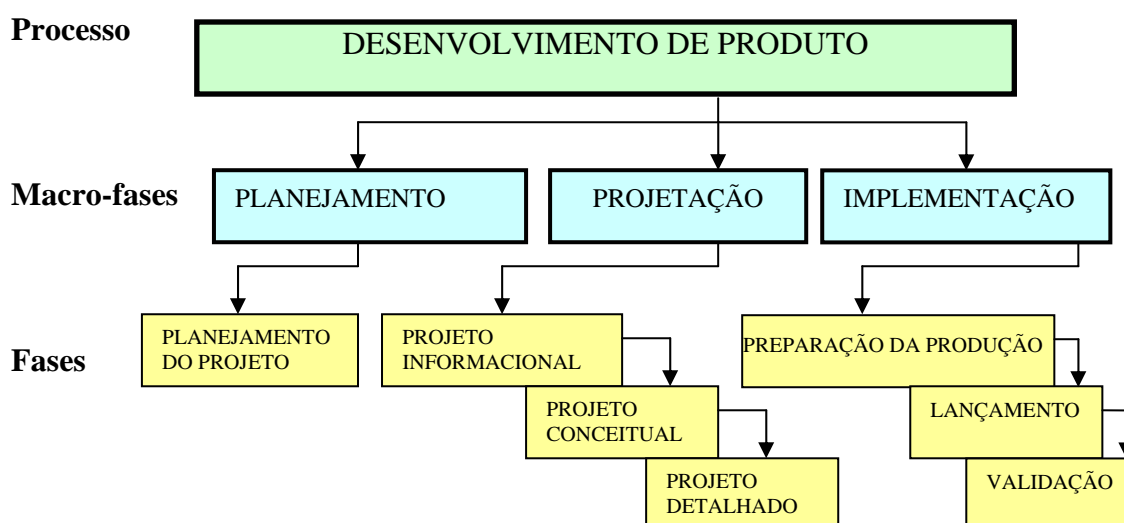 Processo
DESENVOLVIMENTO DE PRODUTO
Macro-fases
PLANEJAMENTO
PROJETAÇÃO
IMPLEMENTAÇÃO
Fases
PLANEJAMENTO
DO PROJETO
PROJETO
INFORMACIONAL
PROJETO
CONCEITUAL
PROJETO
DETALHADO
PREPARAÇÃO DA PRODUÇÃO
LANÇAMENTO
VALIDAÇÃO